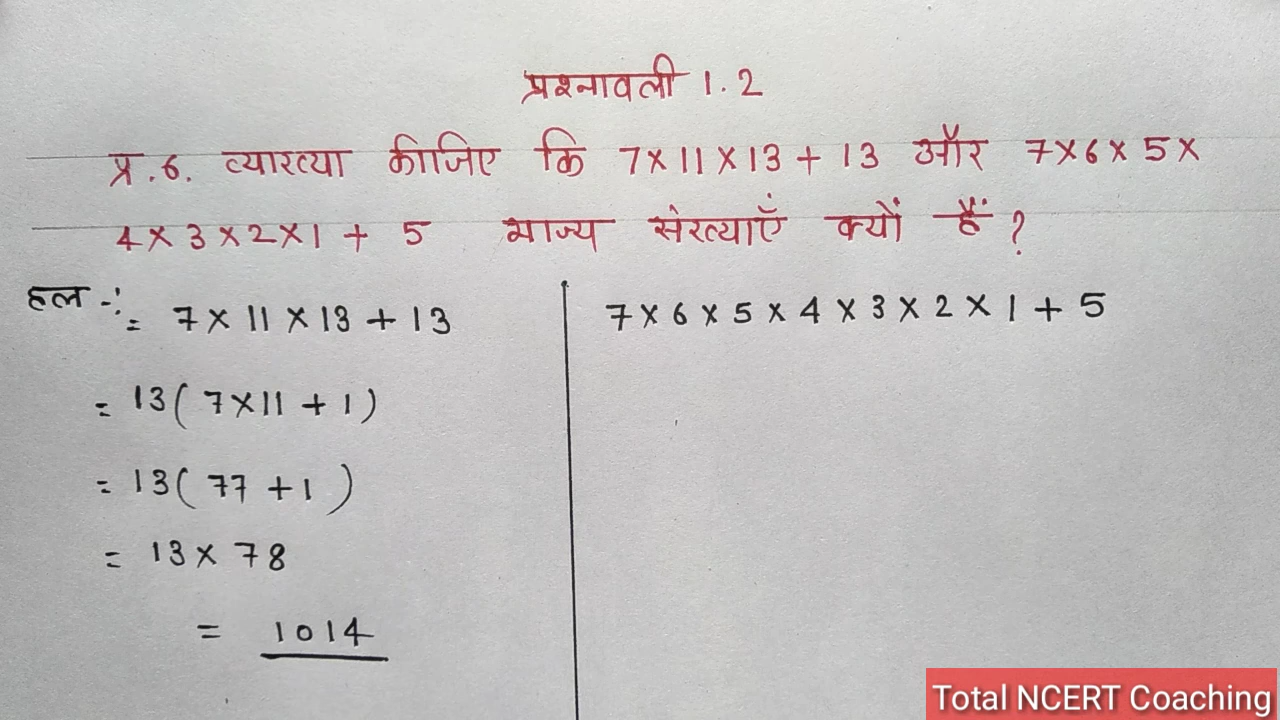 प्रश्नावली 1.2
प्र.6. व्याख्या कीजिए कि 7×11×13+13 और 7×6×5×
4×3×2×1+5 भाज्य संख्याएँ क्यों हैं?
हल -:
= 7×11×13+13
= 13(7×11+1)
= 13(77+1)
= 13×78
= 1014
7×6×5×4×3×2×1+5
Total NCERT Coaching